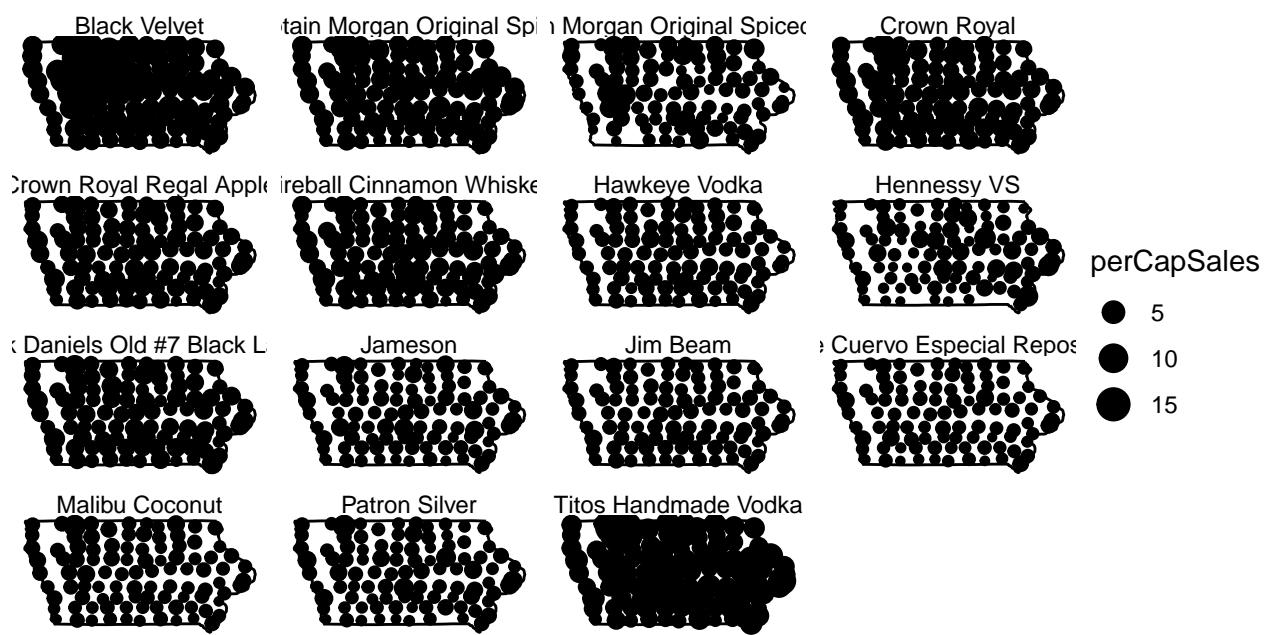 Black Velvet
tain Morgan Original Spi
n Morgan Original Spiced
Crown Royal
Crown Royal Regal Apple
ireball Cinnamon Whiske
Hawkeye Vodka
Hennessy VS
k Daniels Old #7 Black La
Jameson
Jim Beam
e Cuervo Especial Repos
Malibu Coconut
Patron Silver
Titos Handmade Vodka
perCapSales
5
10
15